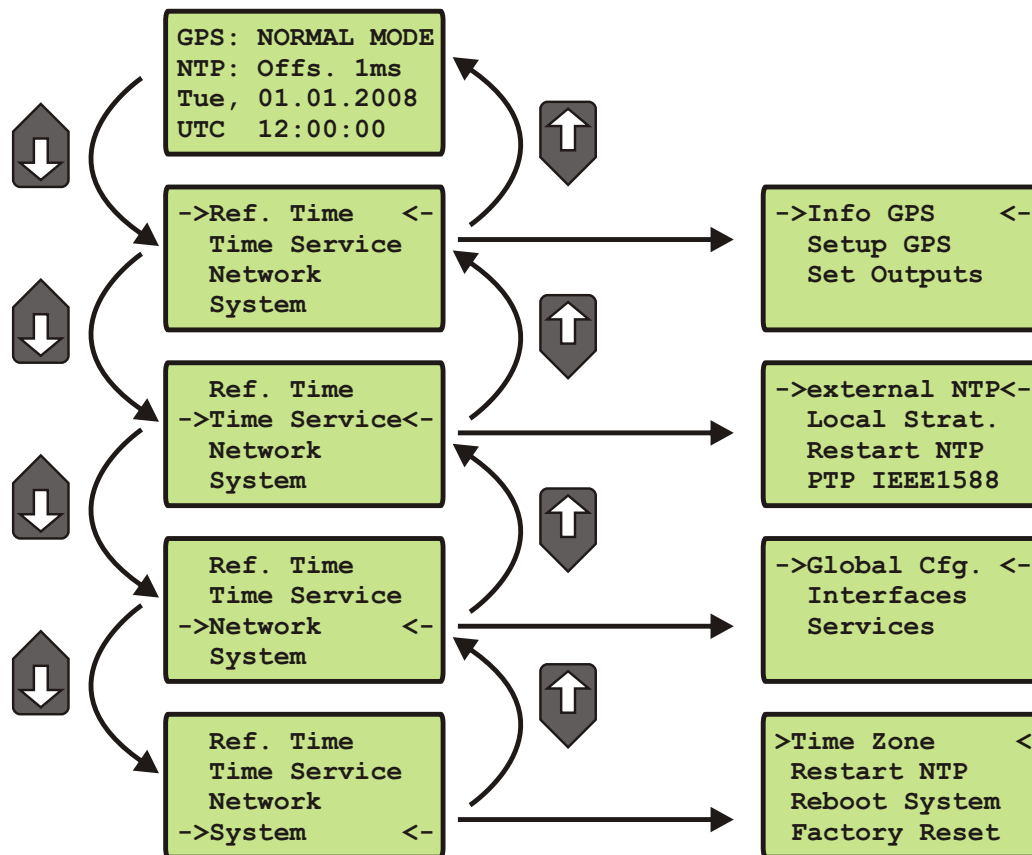 GPS: NORMAL MODE
NTP: Offs. 1ms
Tue, 01.01.2008
UTC 12:00:00
->Ref. Time <-
Time Service
Network
System
->Info GPS <-
Setup GPS
Set Outputs
Ref. Time
->Time Service<-
Network
System
->external NTP<-
Local Strat.
Restart NTP
PTP IEEE1588
Ref. Time
Time Service
->Network <-
System
->Global Cfg. <-
Interfaces
Services
Ref. Time
Time Service
Network
->System <-
>Time Zone <
Restart NTP
Reboot System
Factory Reset